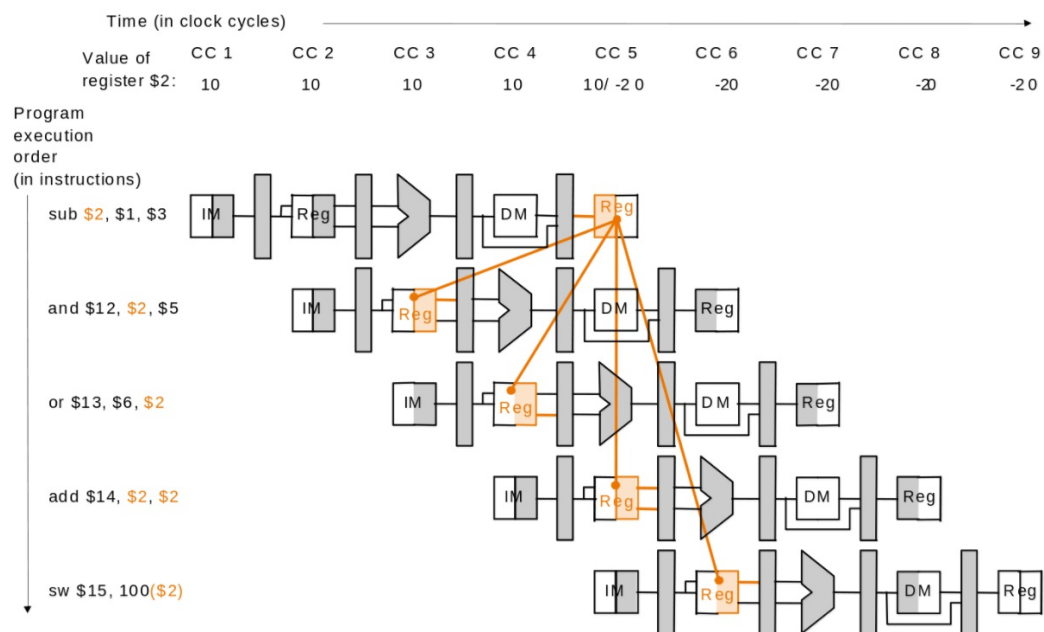 Time (in clock cycles)
Value of register $2:
CC 1 CC 2 CC 3 CC 4 CC 5 CC 6 CC 7 CC 8 CC 9
10 10 10 10 10/ -2 0 -20 -20 -20 -2 0
Program
execution
order
(in instructions)
sub $2, $1, $3
IM Reg DM Reg
and $12, $2, $5
IM Reg DM Reg
or $13, $6, $2
IM Reg DM Reg
add $14, $2, $2
IM Reg DM Reg
sw $15, 100($2)
IM Reg DM Reg